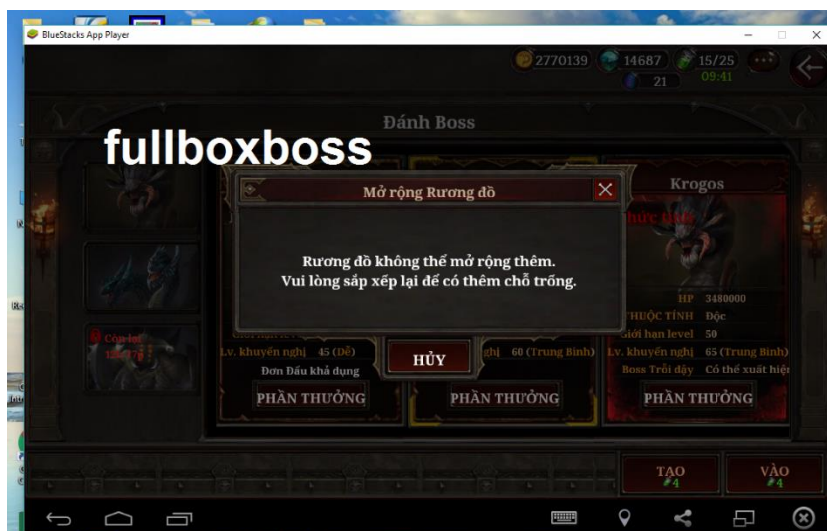 BlueStacks App Player
2770139 14687 15/25
21 09:41
Đánh Boss
fullboxboss
Mở rộng Rương đồ
Krogos
Rương đồ không thể mở rộng thêm.
Vui lòng sắp xếp lại để có thêm chỗ trống.
HP 3480000
THUỘC TÍNH Độc
Giới hạn level 50
Còn lại
Lv. khuyến nghị 45 (Dễ)
nghị 60 (Trung Bình)
Lv. khuyến nghị 65 (Trung Bình)
HỦY
Đơn Đấu khả dụng
Boss Trỗi dậy Có thể xuất hiện
PHẦN THƯỞNG PHẦN THƯỞNG PHẦN THƯỞNG
TẠO VÀO
4 4